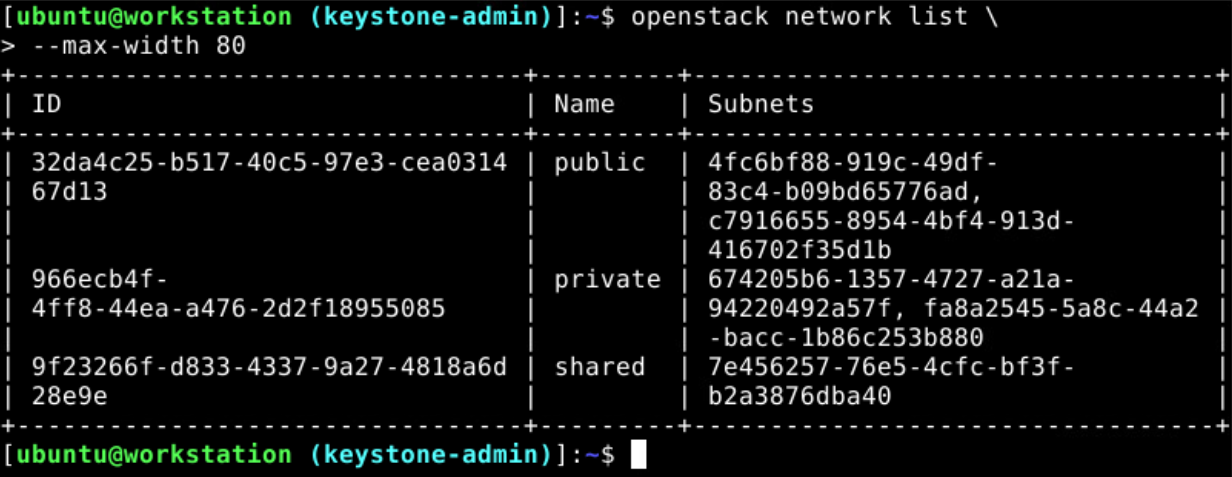 [ubuntu@workstation (keystone-admin)]:~$ openstack network list \
> --max-width 80
+---------------------------------+---------+----------------------------------+
| ID                              | Name    | Subnets                          |
+---------------------------------+---------+----------------------------------+
| 32da4c25-b517-40c5-97e3-cea0314 | public  | 4fc6bf88-919c-49df-              |
| 67d13                           |         | 83c4-b09bd65776ad,               |
|                                 |         | c7916655-8954-4bf4-913d-         |
|                                 |         | 416702f35d1b                     |
| 966ecb4f-                       | private | 674205b6-1357-4727-a21a-         |
| 4ff8-44ea-a476-2d2f18955085     |         | 94220492a57f, fa8a2545-5a8c-44a2 |
|                                 |         | -bacc-1b86c253b880               |
| 9f23266f-d833-4337-9a27-4818a6d | shared  | 7e456257-76e5-4cfc-bf3f-         |
| 28e9e                           |         | b2a3876dba40                     |
+---------------------------------+---------+----------------------------------+
[ubuntu@workstation (keystone-admin)]:~$